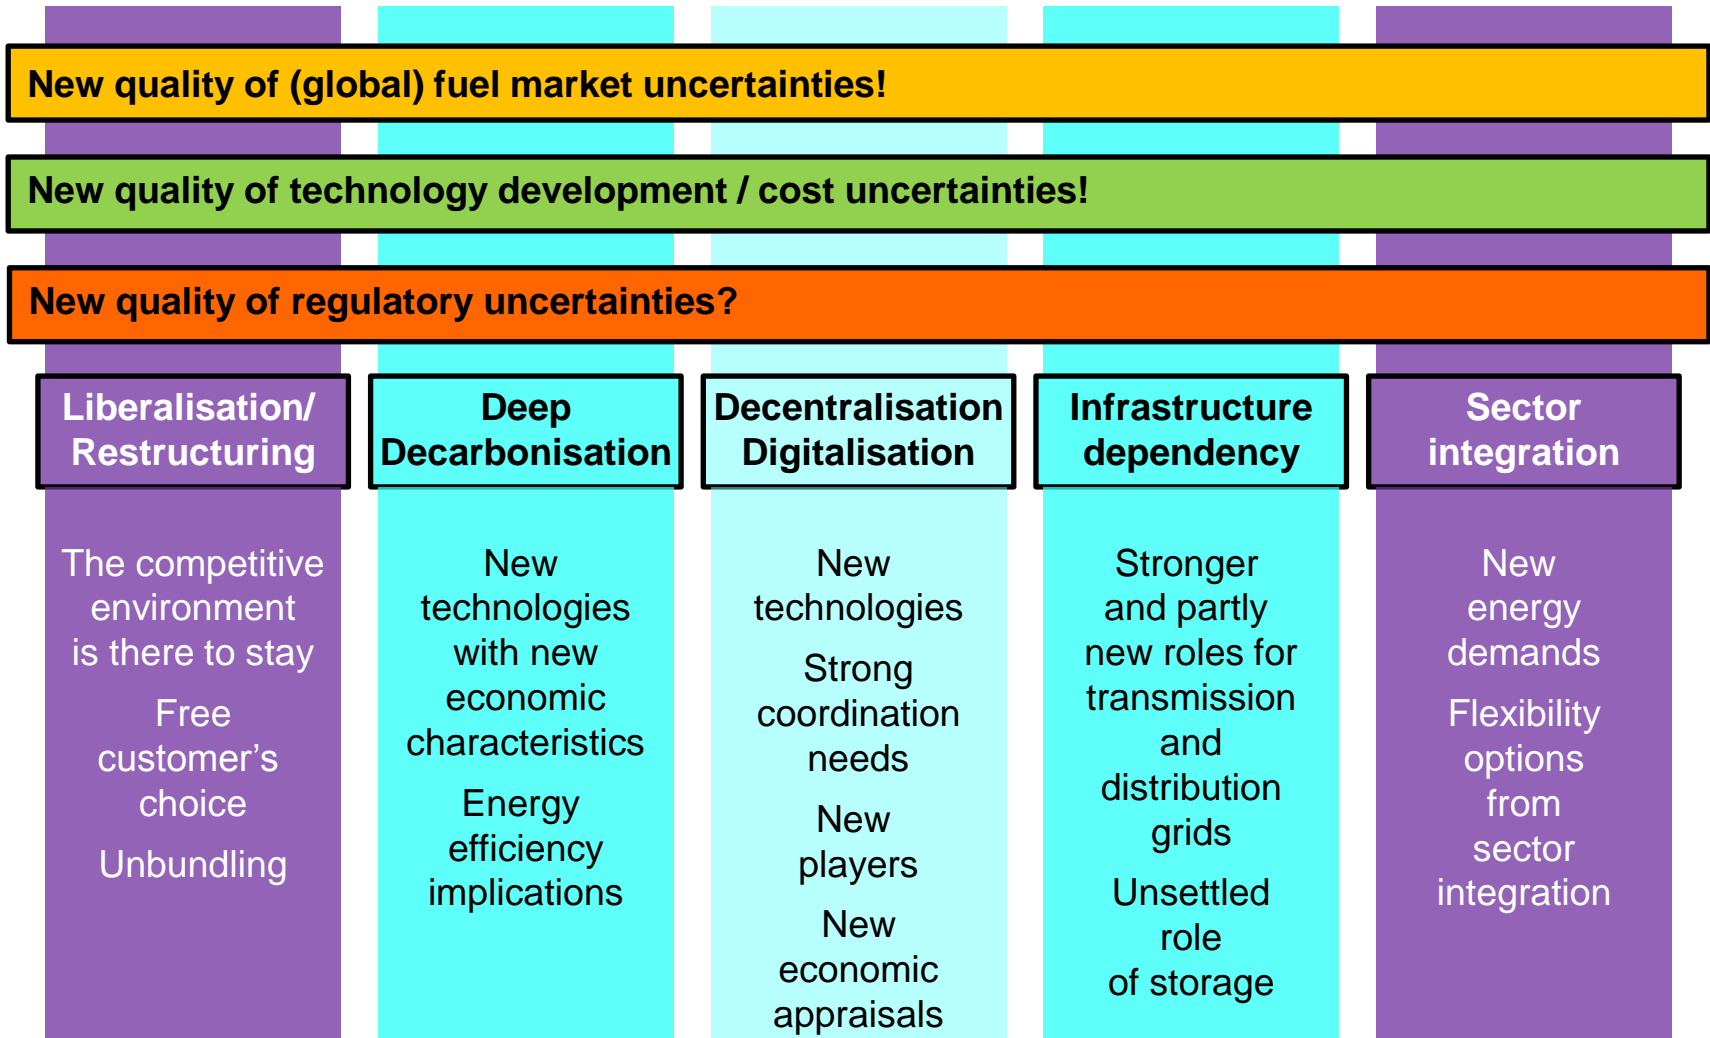 New quality of (global) fuel market uncertainties!
New quality of technology development / cost uncertainties!
New quality of regulatory uncertainties?
Liberalisation/
Restructuring
The competitive
environment
is there to stay
Free
customer's
choice
Unbundling
Deep
Decarbonisation
New
technologies
with new
economic
characteristics
Energy
efficiency
implications
Decentralisation
Digitalisation
New
technologies
Strong
coordination
needs
New
players
New
economic
appraisals
Infrastructure
dependency
Stronger
and partly
new roles for
transmission
and
distribution
grids
Unsettled
role
of storage
Sector
integration
New
energy
demands
Flexibility
options
from
sector
integration